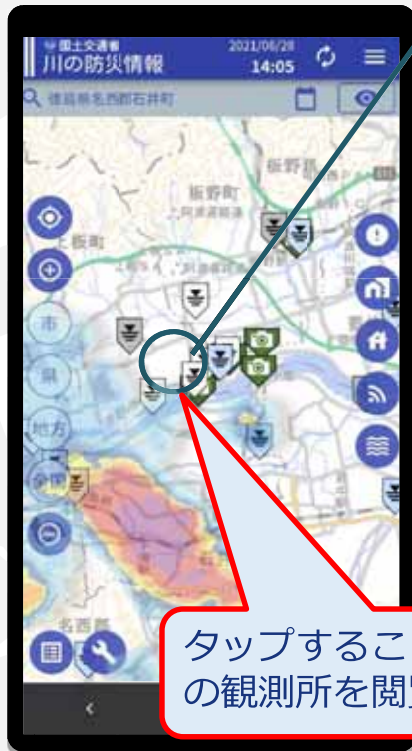 国土交通省
川の防災情報
2021/06/28
14:05
徳島県名西郡石井町
板野町
上板町
市
県
地方
全国
名西郡
タップするこ
の観測所を閲